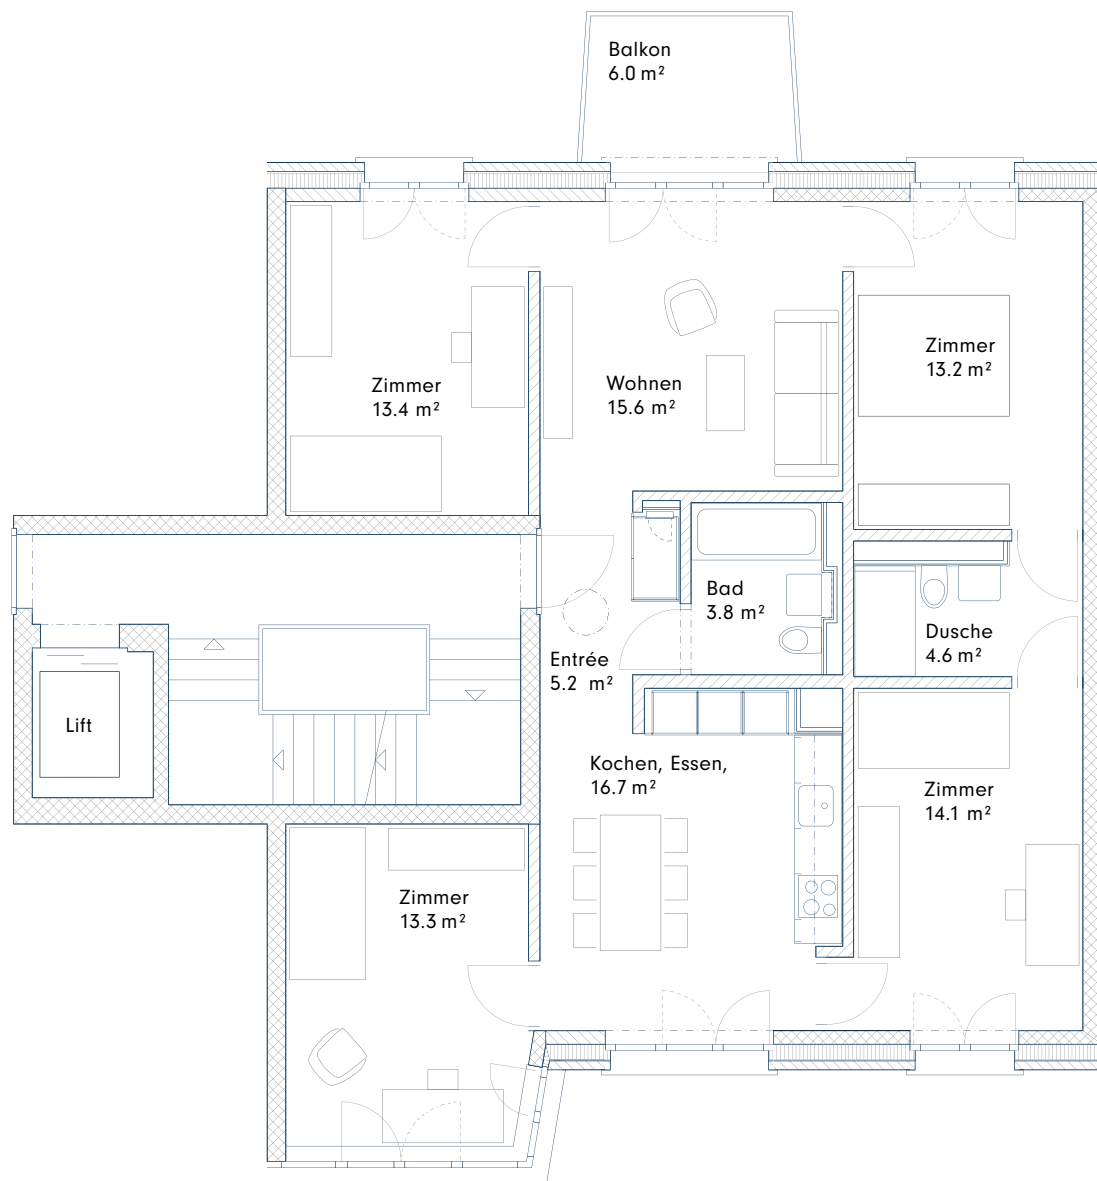 Balkon
6.0 m²
Zimmer
13.2 m²
Zimmer
13.4 m²
Wohnen
15.6 m²
Bad
3.8 m²
Dusche
4.6 m²
Entrée
5.2 m²
Lift
Kochen, Essen,
16.7 m²
Zimmer
14.1 m²
Zimmer
13.3 m²